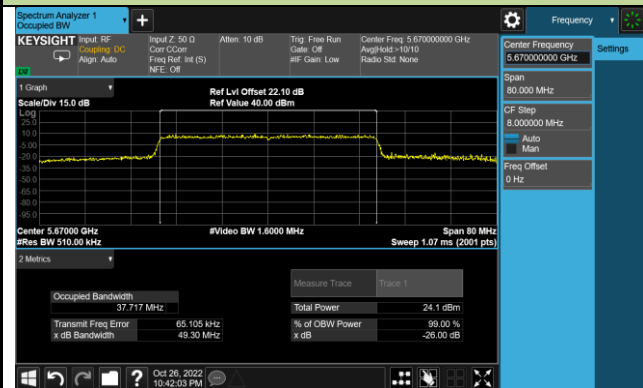 Spectrum Analyzer 1
Occupied BW
Frequency
KEYSIGHT
Input: RF
Coupling: DC
Align: Auto
Input Z: 50 Ω
Corr CCorr
Freq Ref: Int (S)
NFE: Off
Atten: 10 dB
Trig: Free Run
Gate: Off
#IF Gain: Low
Center Freq: 5.670000000 GHz
Avg|Hold:>10/10
Radio Std: None
Center Frequency
5.670000000 GHz
Settings
Span
80.000 MHz
CF Step
8.000000 MHz
Auto
Man
Freq Offset
0 Hz
1 Graph
Scale/Div 15.0 dB
Ref Lvl Offset 22.10 dB
Ref Value 40.00 dBm
Log
25.0
10.0
-5.00
-20.0
-35.0
-50.0
-65.0
-80.0
-95.0
Center 5.67000 GHz
#Video BW 1.6000 MHz
Span 80 MHz
#Res BW 510.00 kHz
Sweep 1.07 ms (2001 pts)
2 Metrics
Measure Trace
Trace 1
Occupied Bandwidth
37.717 MHz
Total Power
24.1 dBm
Transmit Freq Error
65.105 kHz
% of OBW Power
99.00 %
x dB Bandwidth
49.30 MHz
x dB
-26.00 dB
?
Oct 26, 2022
10:42:03 PM